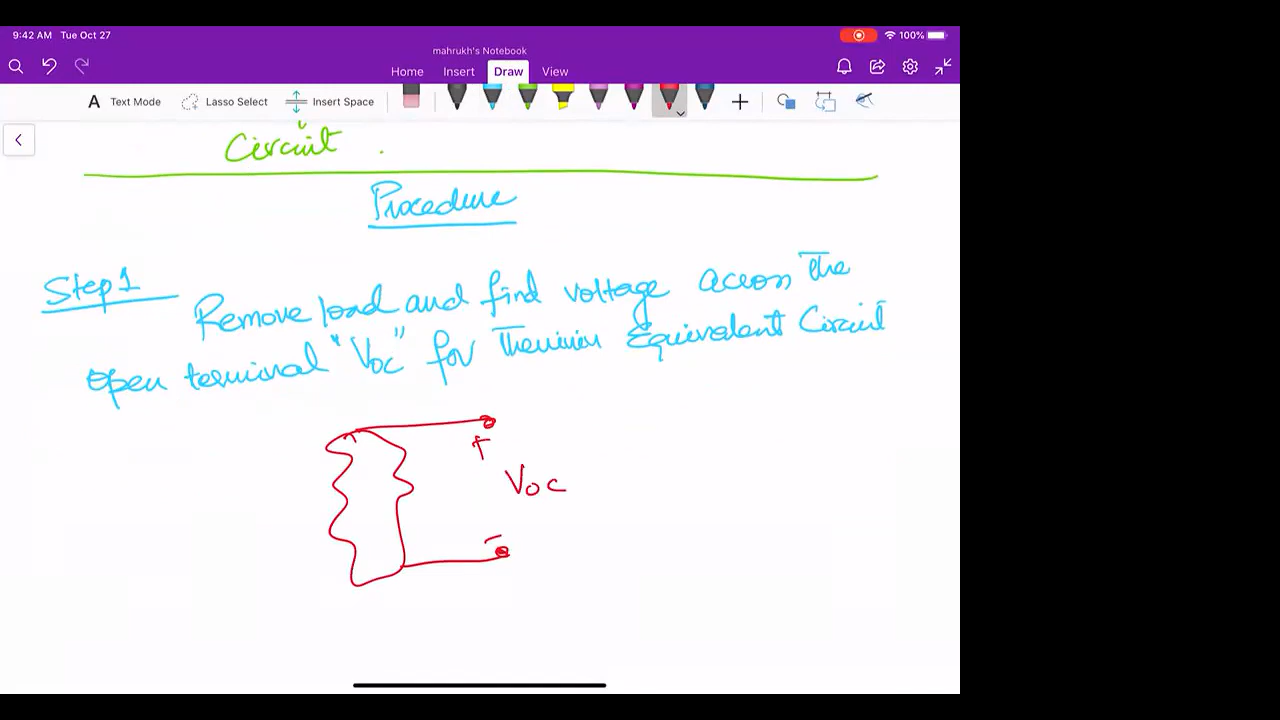 9:42 AM Tue Oct 27
100%
mahrukh's Notebook
Home Insert Draw View
Text Mode Lasso Select Insert Space
Circuit .
Procedure
Step 1
Remove load and find voltage across the
open terminal "Voc" for Thevinin Equivalent Circuit
+
Voc
-